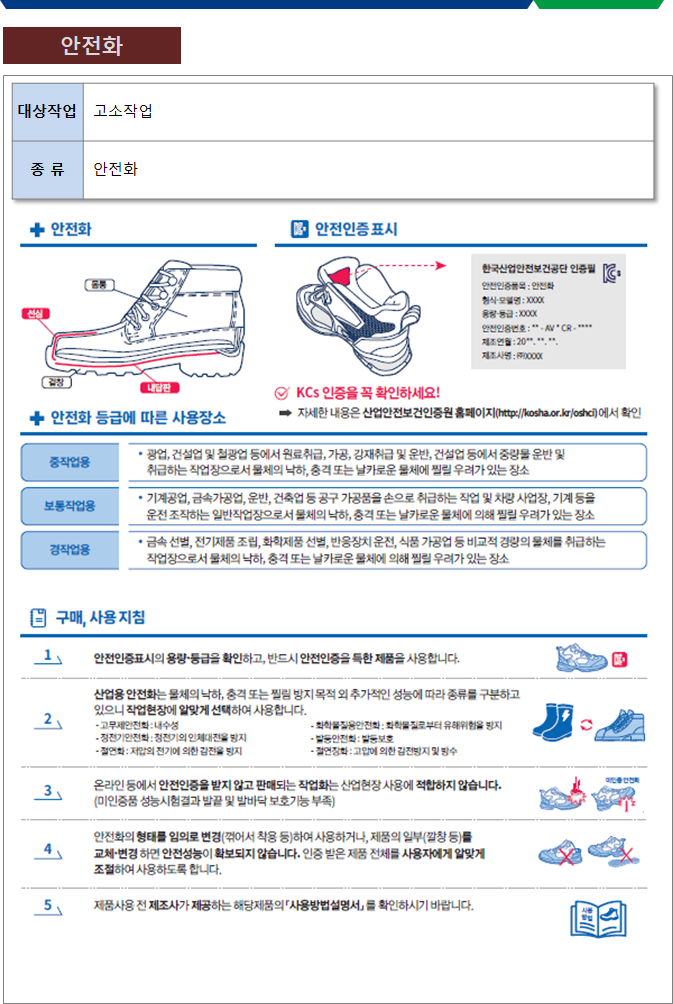 안전화
대상작업 고소작업
종 류 안전화
안전화
몸통
선심
겉창
내답판
안전인증 표시
한국산업안전보건공단 인증필
안전인증품목 : 안전화
형식·모델명 : XXXX
용량·등급 : XXXX
안전인증번호 : ** - AV * CR - ****
제조연월 : 20**. **. **.
제조사명 : ㈜XXXX
KCs 인증을 꼭 확인하세요!
➡ 자세한 내용은 산업안전보건인증원 홈페이지(http://kosha.or.kr/oshci) 에서 확인
안전화 등급에 따른 사용장소
중작업용
• 광업, 건설업 및 철광업 등에서 원료취급, 가공, 강재취급 및 운반, 건설업 등에서 중량물 운반 및
취급하는 작업장으로서 물체의 낙하, 충격 또는 날카로운 물체에 찔릴 우려가 있는 장소
보통작업용
• 기계공업, 금속가공업, 운반, 건축업 등 공구 가공품을 손으로 취급하는 작업 및 차량 사업장, 기계 등을
운전 조작하는 일반작업장으로서 물체의 낙하, 충격 또는 날카로운 물체에 의해 찔릴 우려가 있는 장소
경작업용
• 금속 선별, 전기제품 조립, 화학제품 선별, 반응장치 운전, 식품 가공업 등 비교적 경량의 물체를 취급하는
작업장으로서 물체의 낙하, 충격 또는 날카로운 물체에 의해 찔릴 우려가 있는 장소
구매, 사용 지침
1 안전인증표시의 용량·등급을 확인하고, 반드시 안전인증을 득한 제품을 사용합니다.
2 산업용 안전화는 물체의 낙하, 충격 또는 찔림 방지 목적 외 추가적인 성능에 따라 종류를 구분하고
있으니 작업현장에 알맞게 선택하여 사용합니다.
- 고무제안전화 : 내수성 - 화학물질용안전화 : 화학물질로부터 유해위험을 방지
- 정전기안전화 : 정전기의 인체대전을 방지 - 발등안전화 : 발등보호
- 절연화 : 저압의 전기에 의한 감전을 방지 - 절연장화 : 고압에 의한 감전방지 및 방수
3 온라인 등에서 안전인증을 받지 않고 판매되는 작업화는 산업현장 사용에 적합하지 않습니다.
(미인증품 성능시험결과 발끝 및 발바닥 보호기능 부족)
미인증 안전화
4 안전화의 형태를 임의로 변경(꺾어서 착용 등)하여 사용하거나, 제품의 일부(깔창 등)를
교체·변경 하면 안전성능이 확보되지 않습니다. 인증 받은 제품 전체를 사용자에게 알맞게
조절하여 사용하도록 합니다.
5 제품사용 전 제조사가 제공하는 해당제품의 「사용방법설명서」를 확인하시기 바랍니다.
사용
방법